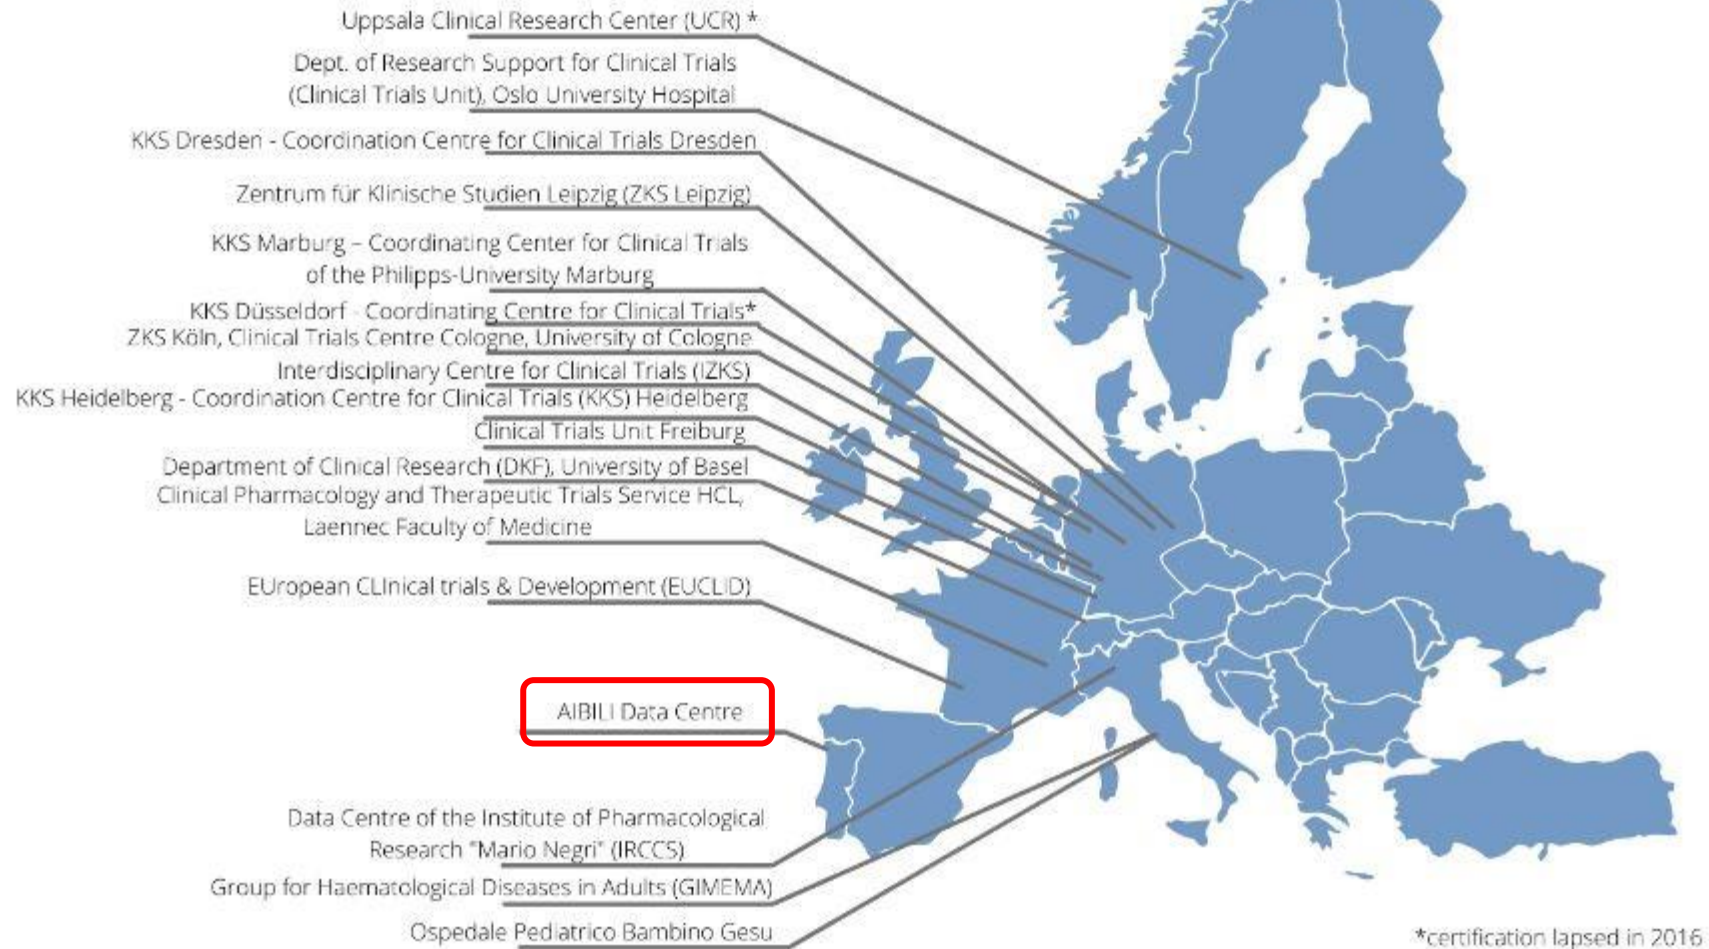 Uppsala Clinical Research Center (UCR) *
Dept. of Research Support for Clinical Trials
(Clinical Trials Unit), Oslo University Hospital
KKS Dresden - Coordination Centre for Clinical Trials Dresden
Zentrum für Klinische Studien Leipzig (ZKS Leipzig)
KKS Marburg – Coordinating Center for Clinical Trials
of the Philipps-University Marburg
KKS Düsseldorf - Coordinating Centre for Clinical Trials*
ZKS Köln, Clinical Trials Centre Cologne, University of Cologne
Interdisciplinary Centre for Clinical Trials (IZKS)
KKS Heidelberg - Coordination Centre for Clinical Trials (KKS) Heidelberg
Clinical Trials Unit Freiburg
Department of Clinical Research (DKF), University of Basel
Clinical Pharmacology and Therapeutic Trials Service HCL,
Laennec Faculty of Medicine
EUropean CLInical trials & Development (EUCLID)
AIBILI Data Centre
Data Centre of the Institute of Pharmacological
Research "Mario Negri" (IRCCS)
Group for Haematological Diseases in Adults (GIMEMA)
Ospedale Pediatrico Bambino Gesu
*certification lapsed in 2016